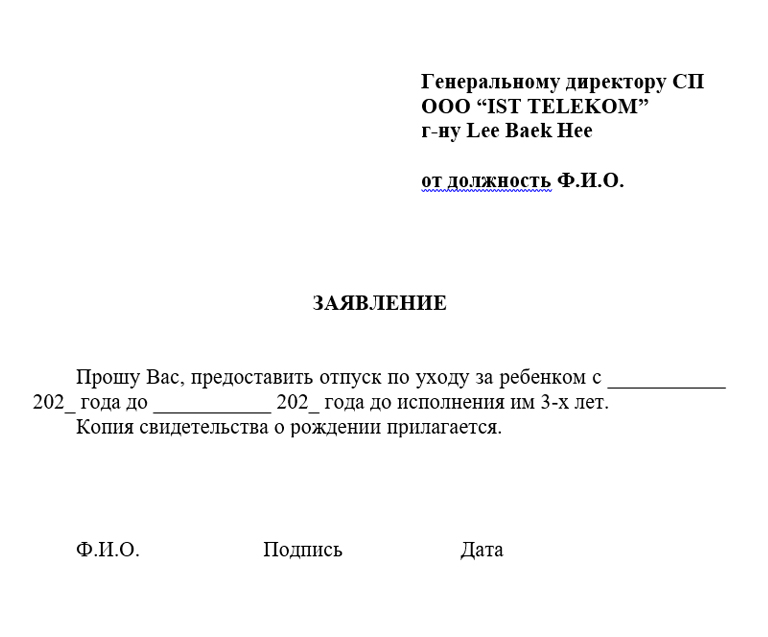 Генеральному директору СП
ООО “IST TELEKOM”
г-ну Lee Baek Hee
от должность Ф.И.О.
ЗАЯВЛЕНИЕ
Прошу Вас, предоставить отпуск по уходу за ребенком с ___________
202_ года до ___________ 202_ года до исполнения им 3-х лет.
Копия свидетельства о рождении прилагается.
Ф.И.О. Подпись Дата